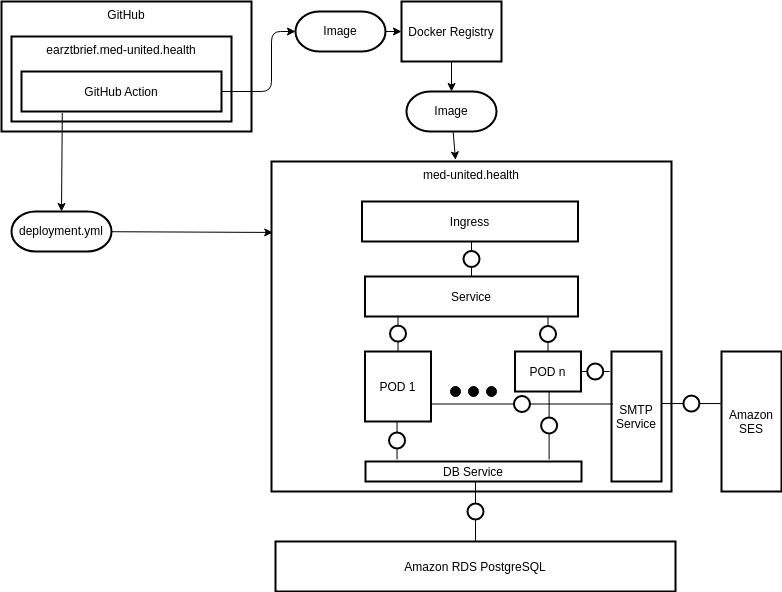 GitHub
earztbrief.med-united.health
GitHub Action
Image
Docker Registry
Image
deployment.yml
med-united.health
Ingress
Service
POD 1
POD n
SMTP
Service
DB Service
Amazon
SES
Amazon RDS PostgreSQL